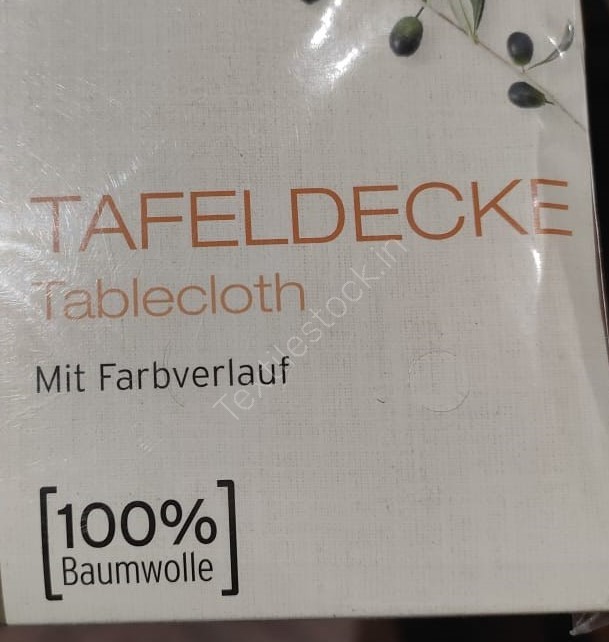 TAFELDECKE
Tablecloth
Mit Farbverlauf
[100%
Baumwolle]
Textilestock.in